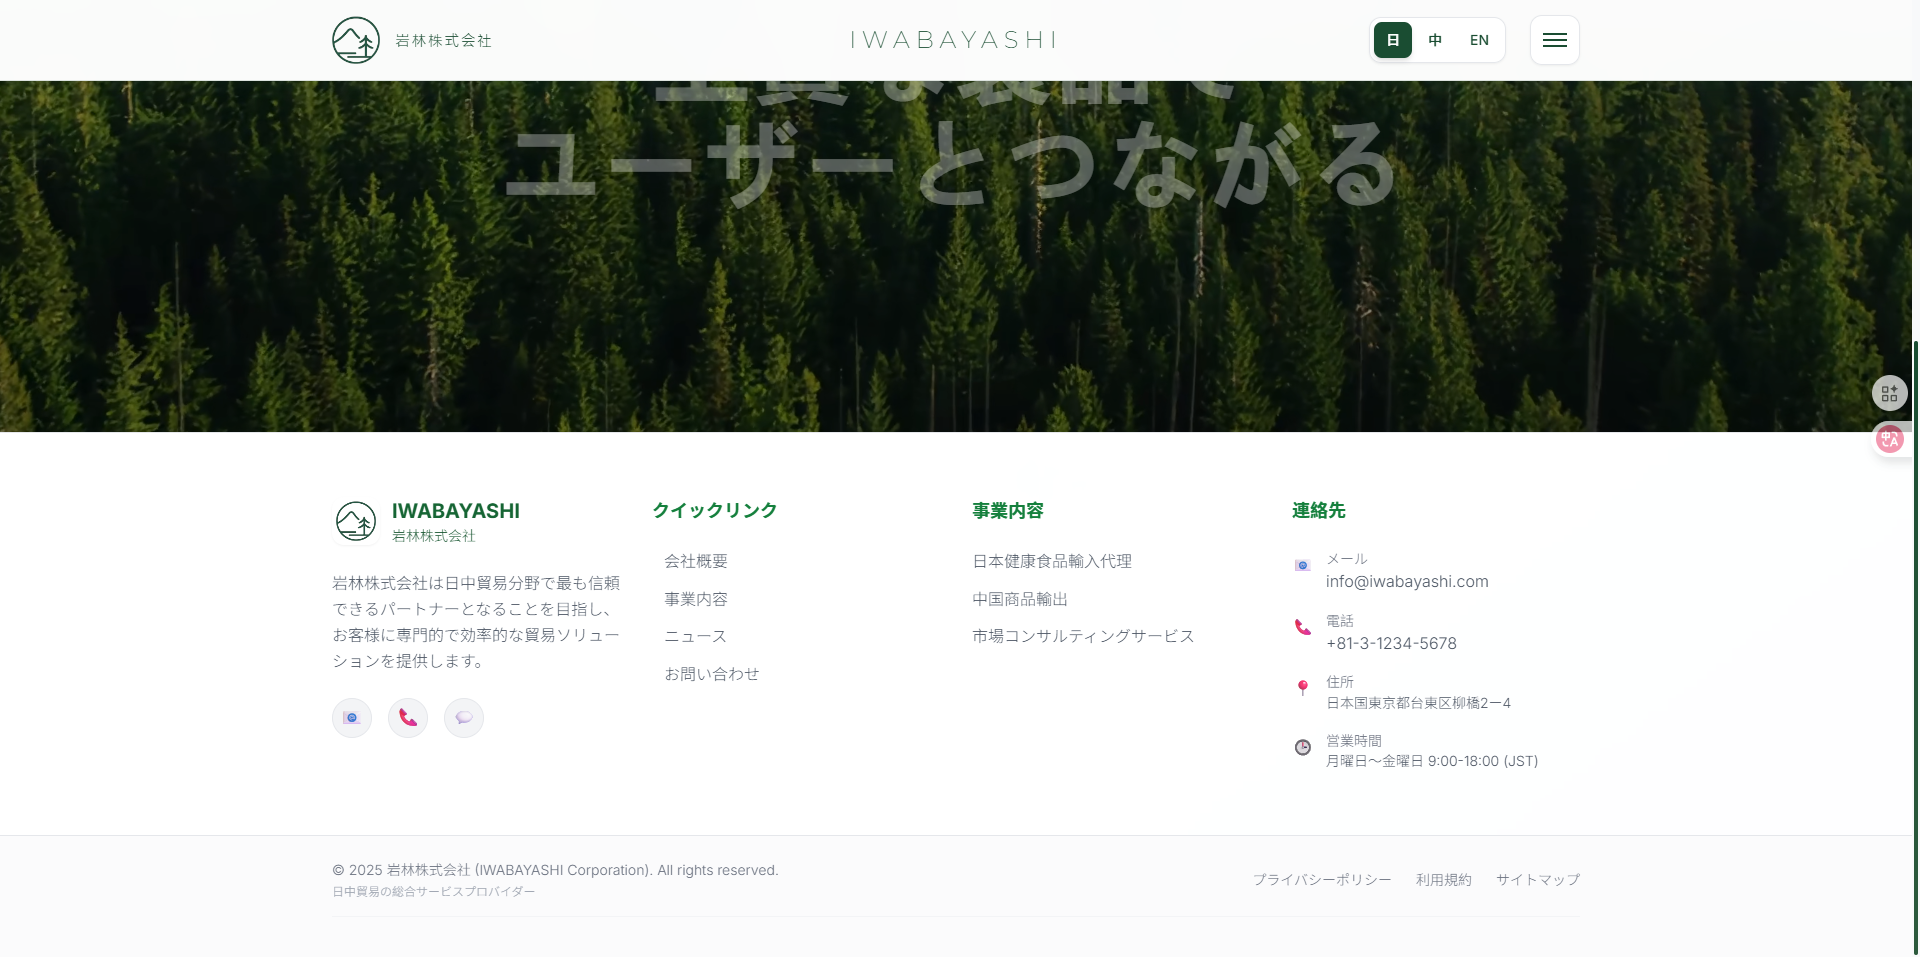 岩林株式会社
IWABAYASHI
日 中 EN
ユーザーとつながる
IWABAYASHI
岩林株式会社
岩林株式会社は日中貿易分野で最も信頼
できるパートナーとなることを目指し、
お客様に専門的で効率的な貿易ソリュー
ションを提供します。
クイックリンク
会社概要
事業内容
ニュース
お問い合わせ
事業内容
日本健康食品輸入代理
中国商品輸出
市場コンサルティングサービス
連絡先
メール
info@iwabayashi.com
電話
+81-3-1234-5678
住所
日本国東京都台東区柳橋2ー4
営業時間
月曜日〜金曜日 9:00-18:00 (JST)
© 2025 岩林株式会社 (IWABAYASHI Corporation). All rights reserved.
日中貿易の総合サービスプロバイダー
プライバシーポリシー 利用規約 サイトマップ